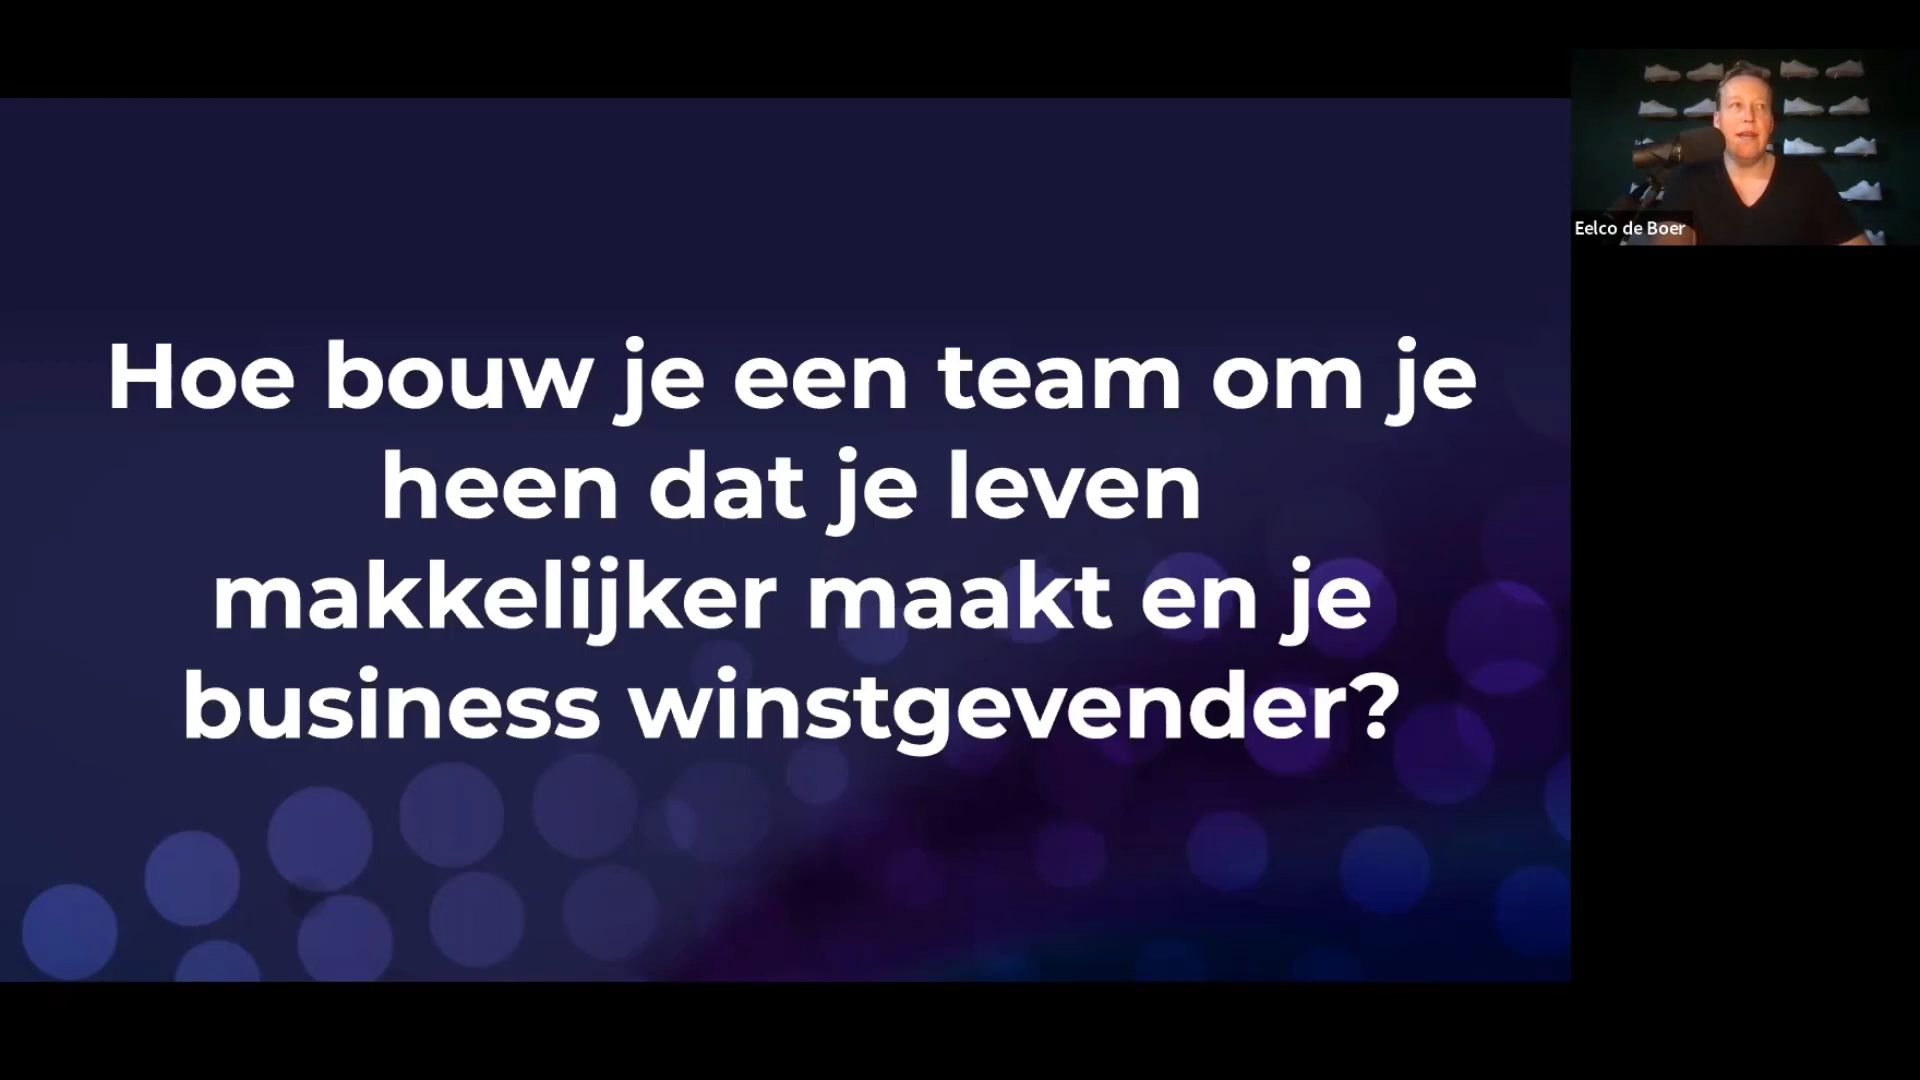 Hoe bouw je een team om je
heen dat je leven
makkelijker maakt en je
business winstgevender?
Eelco de Boer